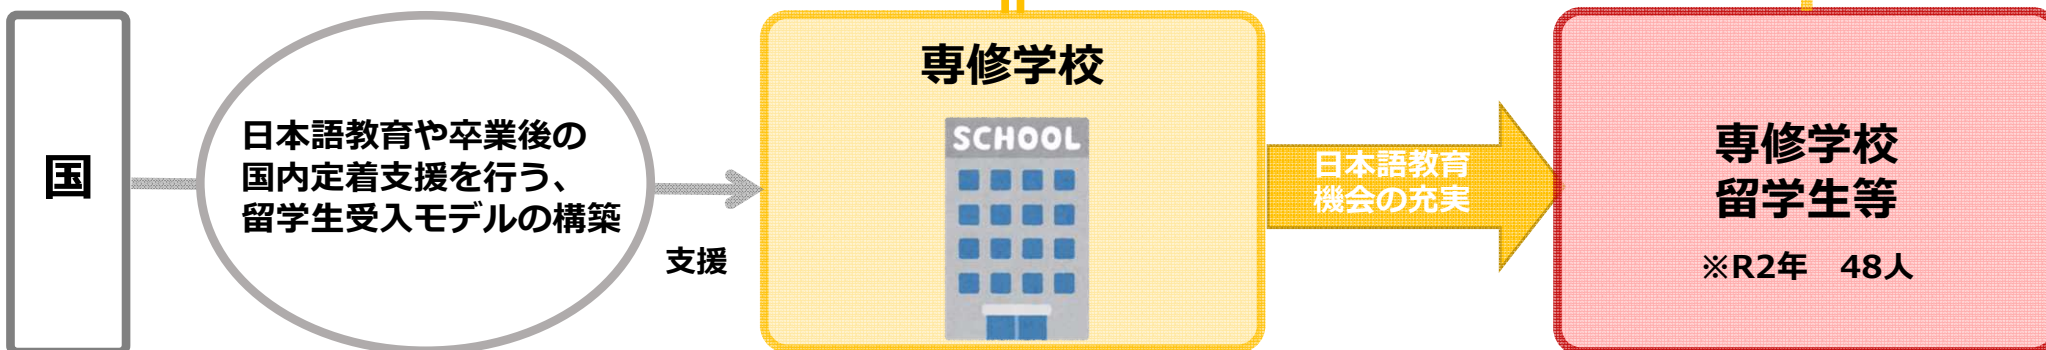 国
日本語教育や卒業後の
国内定着支援を行う、
留学生受入モデルの構築
支援
専修学校
SCHOOL
日本語教育
機会の充実
専修学校
留学生等
※R2年　48人